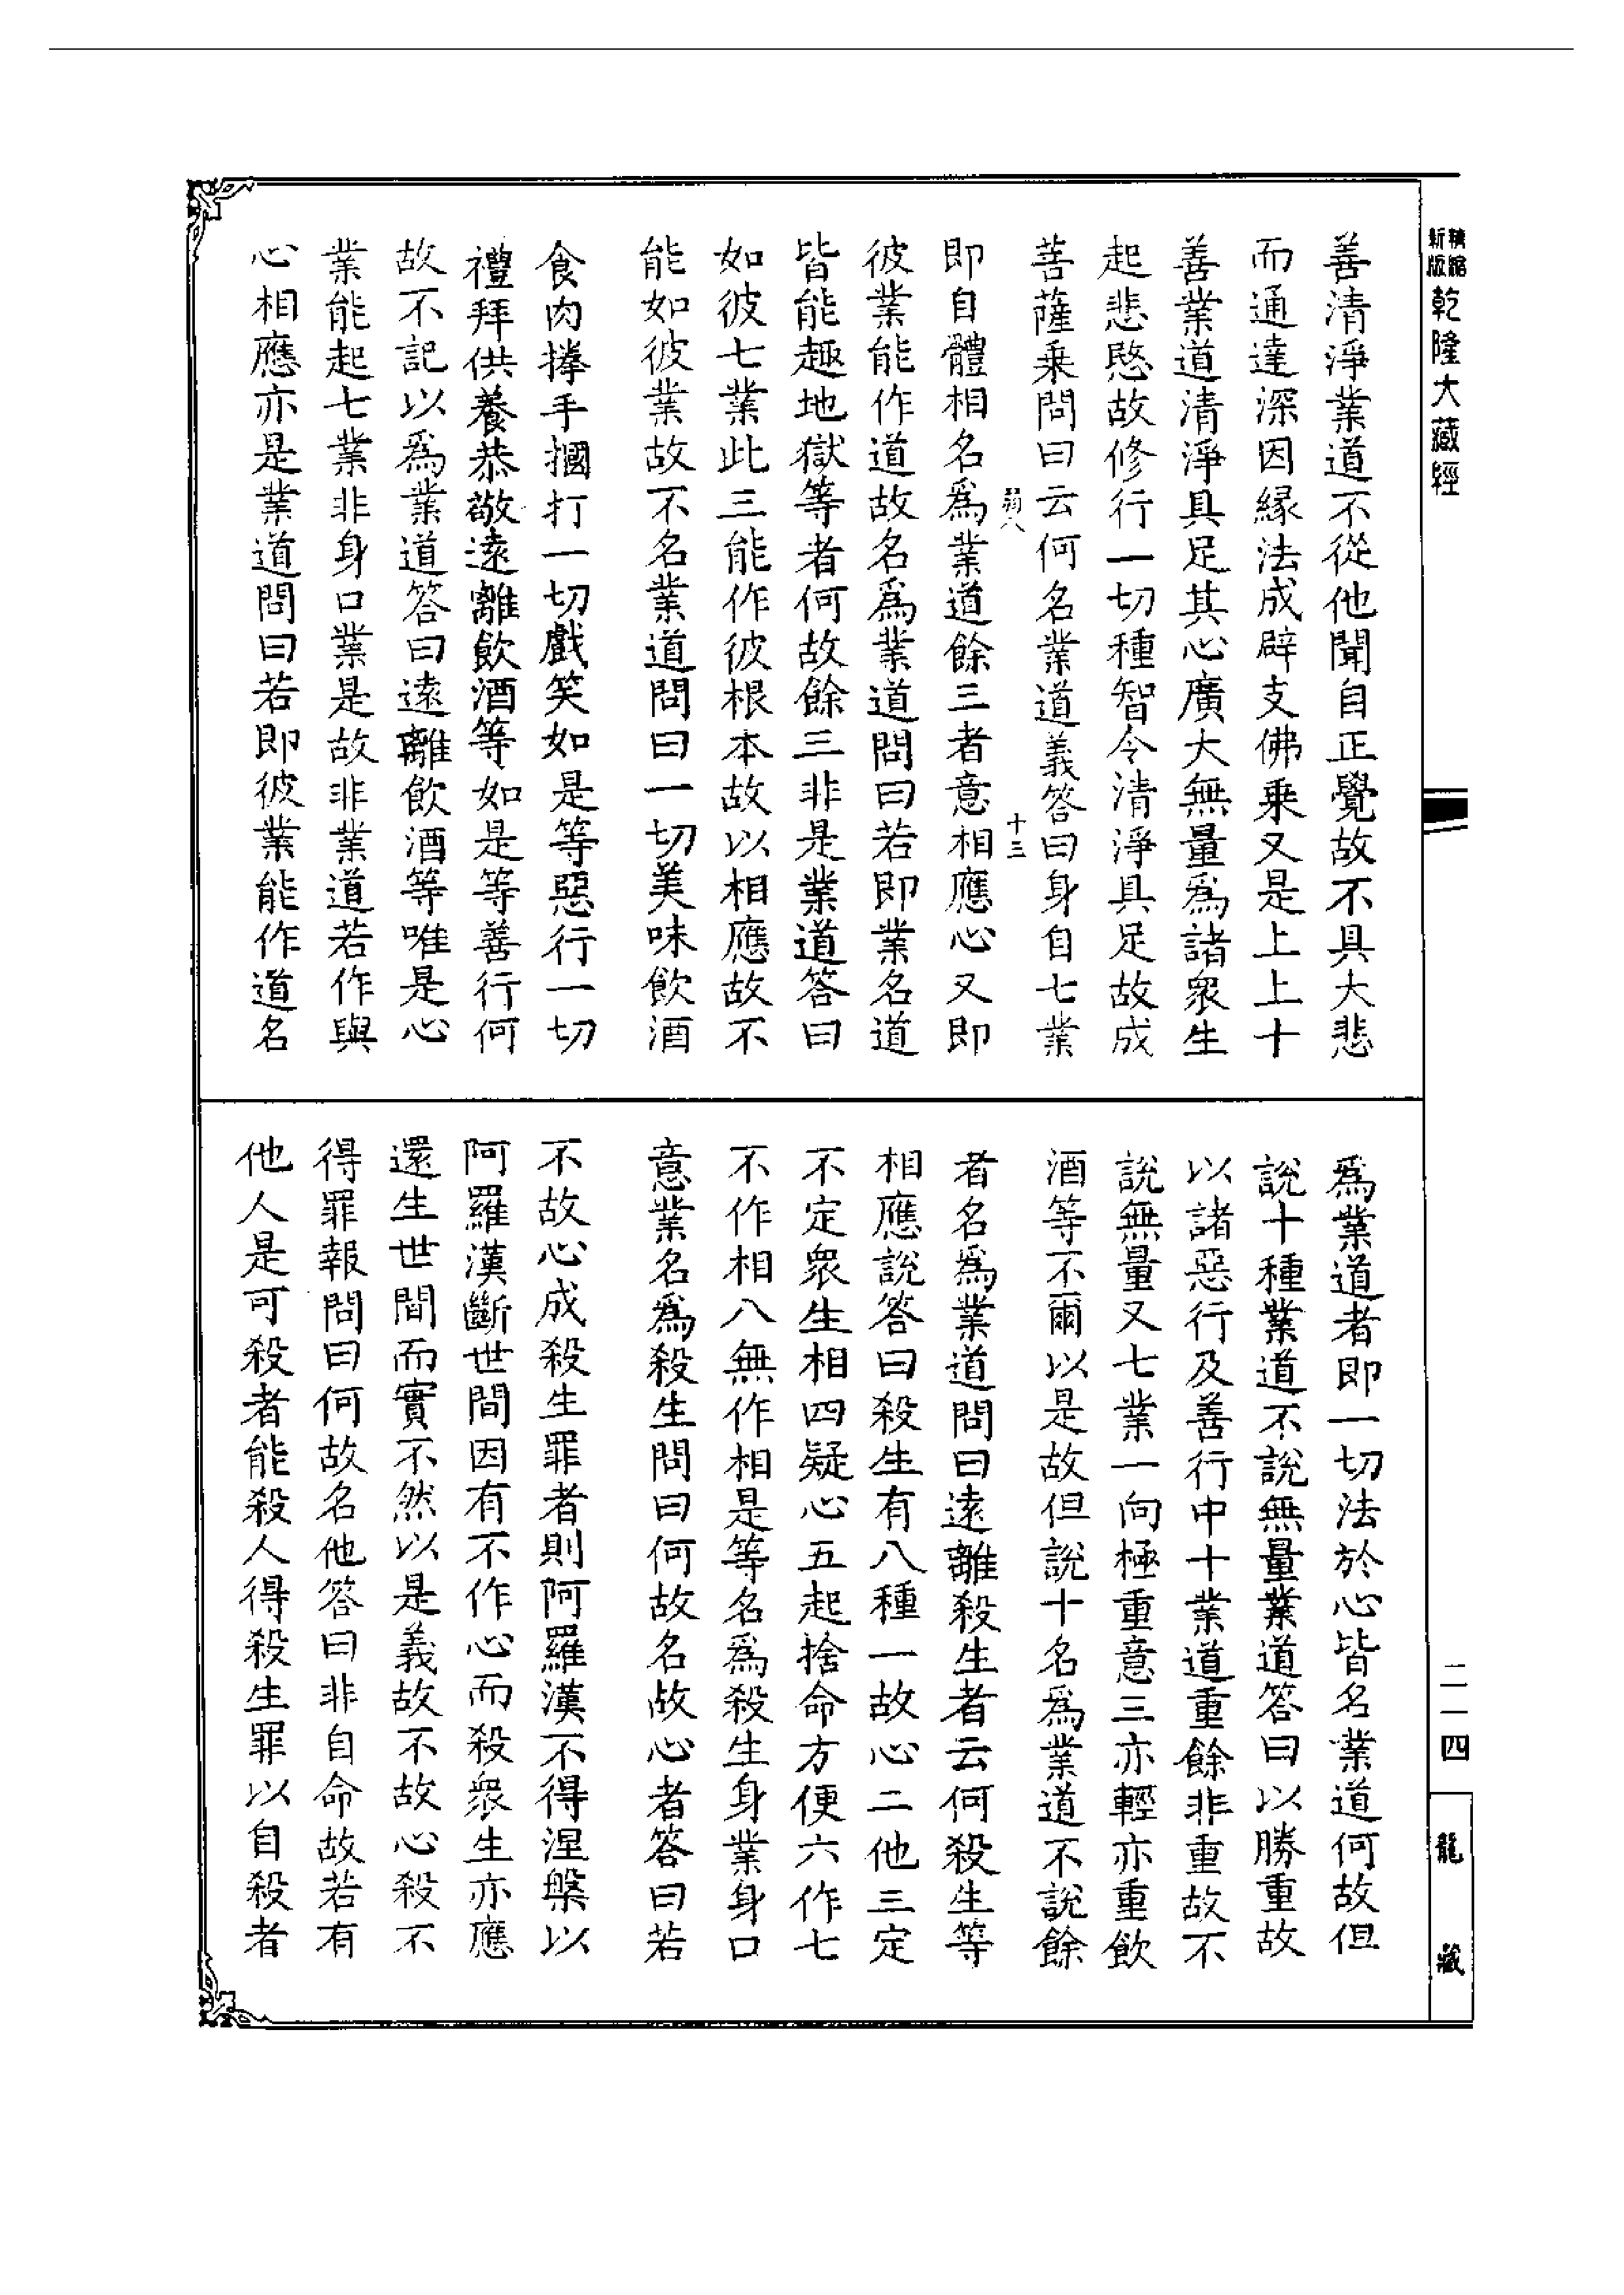 精縮
新版
乾隆大藏經
善清淨業道不從他聞自正覺故不具大悲
而通達深因緣法成辟支佛乘又是上上十
善業道清淨具足其心廣大無量為諸眾生
起悲愍故修行一切種智令清淨具足故成
菩薩乘問曰云何名業道義答曰身自七業
弱八
十三
即自體相名為業道餘三者意相應心又即
彼業能作道故名為業道問曰若即業名道
皆能趣地獄等者何故餘三非是業道答曰
如彼七業此三能作彼根本故以相應故不
能如彼業故不名業道問曰一切美味飲酒
食肉捧手摑打一切戲笑如是等惡行一切
禮拜供養恭敬遠離飲酒等如是等善行何
故不記以為業道答曰遠離飲酒等唯是心
業能起七業非身口業是故非業道若作與
心相應亦是業道問曰若即彼業能作道名
為業道者即一切法於心皆名業道何故但
說十種業道不說無量業道答曰以勝重故
以諸惡行及善行中十業道重餘非重故不
說無量又七業一向極重意三亦輕亦重飲
酒等不爾以是故但說十名為業道不說餘
者名為業道問曰遠離殺生者云何殺生等
相應說答曰殺生有八種一故心二他三定
不定眾生相四疑心五起捨命方便六作七
不作相八無作相是等名為殺生身業身口
意業名為殺生問曰何故名故心者答曰若
不故心成殺生罪者則阿羅漢不得涅槃以
阿羅漢斷世間因有不作心而殺眾生亦應
還生世間而實不然以是義故不故心殺不
得罪報問曰何故名他答曰非自命故若有
他人是可殺者能殺人得殺生罪以自殺者
二一四
龍藏